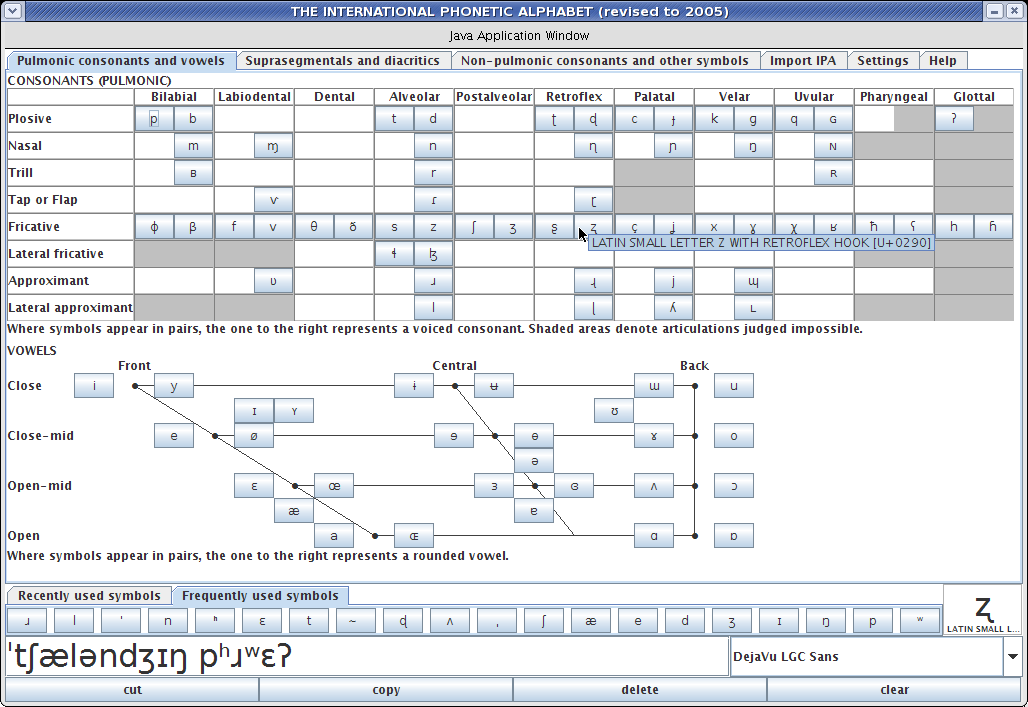 THE INTERNATIONAL PHONETIC ALPHABET (revised to 2005)
Java Application Window
Pulmonic consonants and vowels Suprasegmentals and diacritics Non-pulmonic consonants and other symbols Import IPA Settings Help
CONSONANTS (PULMONIC)
Bilabial Labiodental Dental Alveolar Postalveolar Retroflex Palatal Velar Uvular Pharyngeal Glottal
Plosive p b t d ʈ ɖ c ɟ k ɡ q ɢ ʔ
Nasal m ɱ n ɳ ɲ ŋ ɴ
Trill ʙ r ʀ
Tap or Flap ⱱ ɾ ɽ
Fricative ɸ β f v θ ð s z ʃ ʒ ʂ ʐ ç ʝ x ɣ χ ʁ ħ ʕ h ɦ
LATIN SMALL LETTER Z WITH RETROFLEX HOOK [U+0290]
Lateral fricative ɬ ɮ
Approximant ʋ ɹ ɻ j ɰ
Lateral approximant l ɭ ʎ ʟ
Where symbols appear in pairs, the one to the right represents a voiced consonant. Shaded areas denote articulations judged impossible.
VOWELS
Front Central Back
Close i y ɨ ʉ ɯ u
ɪ ʏ ʊ
Close-mid e ø ɘ ɵ ɤ o
ə
Open-mid ɛ œ ɜ ɞ ʌ ɔ
æ ɐ
Open a ɶ ɑ ɒ
Where symbols appear in pairs, the one to the right represents a rounded vowel.
Recently used symbols Frequently used symbols
ɹ l ˈ n ʰ ɛ t ~ ɖ ʌ ˌ ʃ æ e d ʒ ɪ ŋ p ʷ
ʐ
LATIN SMALL L...
ˈtʃæləndʒɪŋ pʰɹʷɛʔ
DejaVu LGC Sans
cut copy delete clear